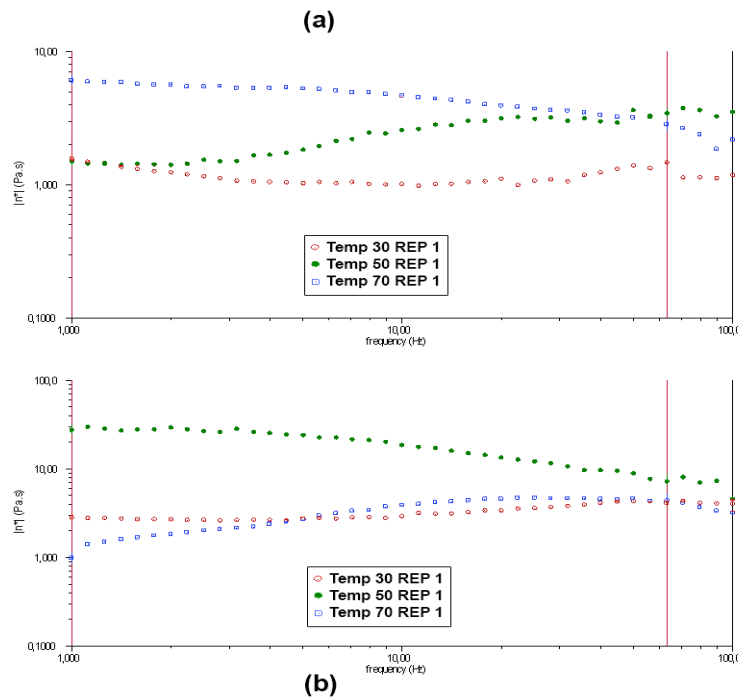 (a)
10,00
1,000
0,1000
|n*| (Pa.s)
Temp 30 REP 1
Temp 50 REP 1
Temp 70 REP 1
1,000
10,00
100,0
frequency (Hz)
100,0
10,00
1,000
0,1000
|n*| (Pa.s)
Temp 30 REP 1
Temp 50 REP 1
Temp 70 REP 1
1,000
10,00
100,0
frequency (Hz)
(b)